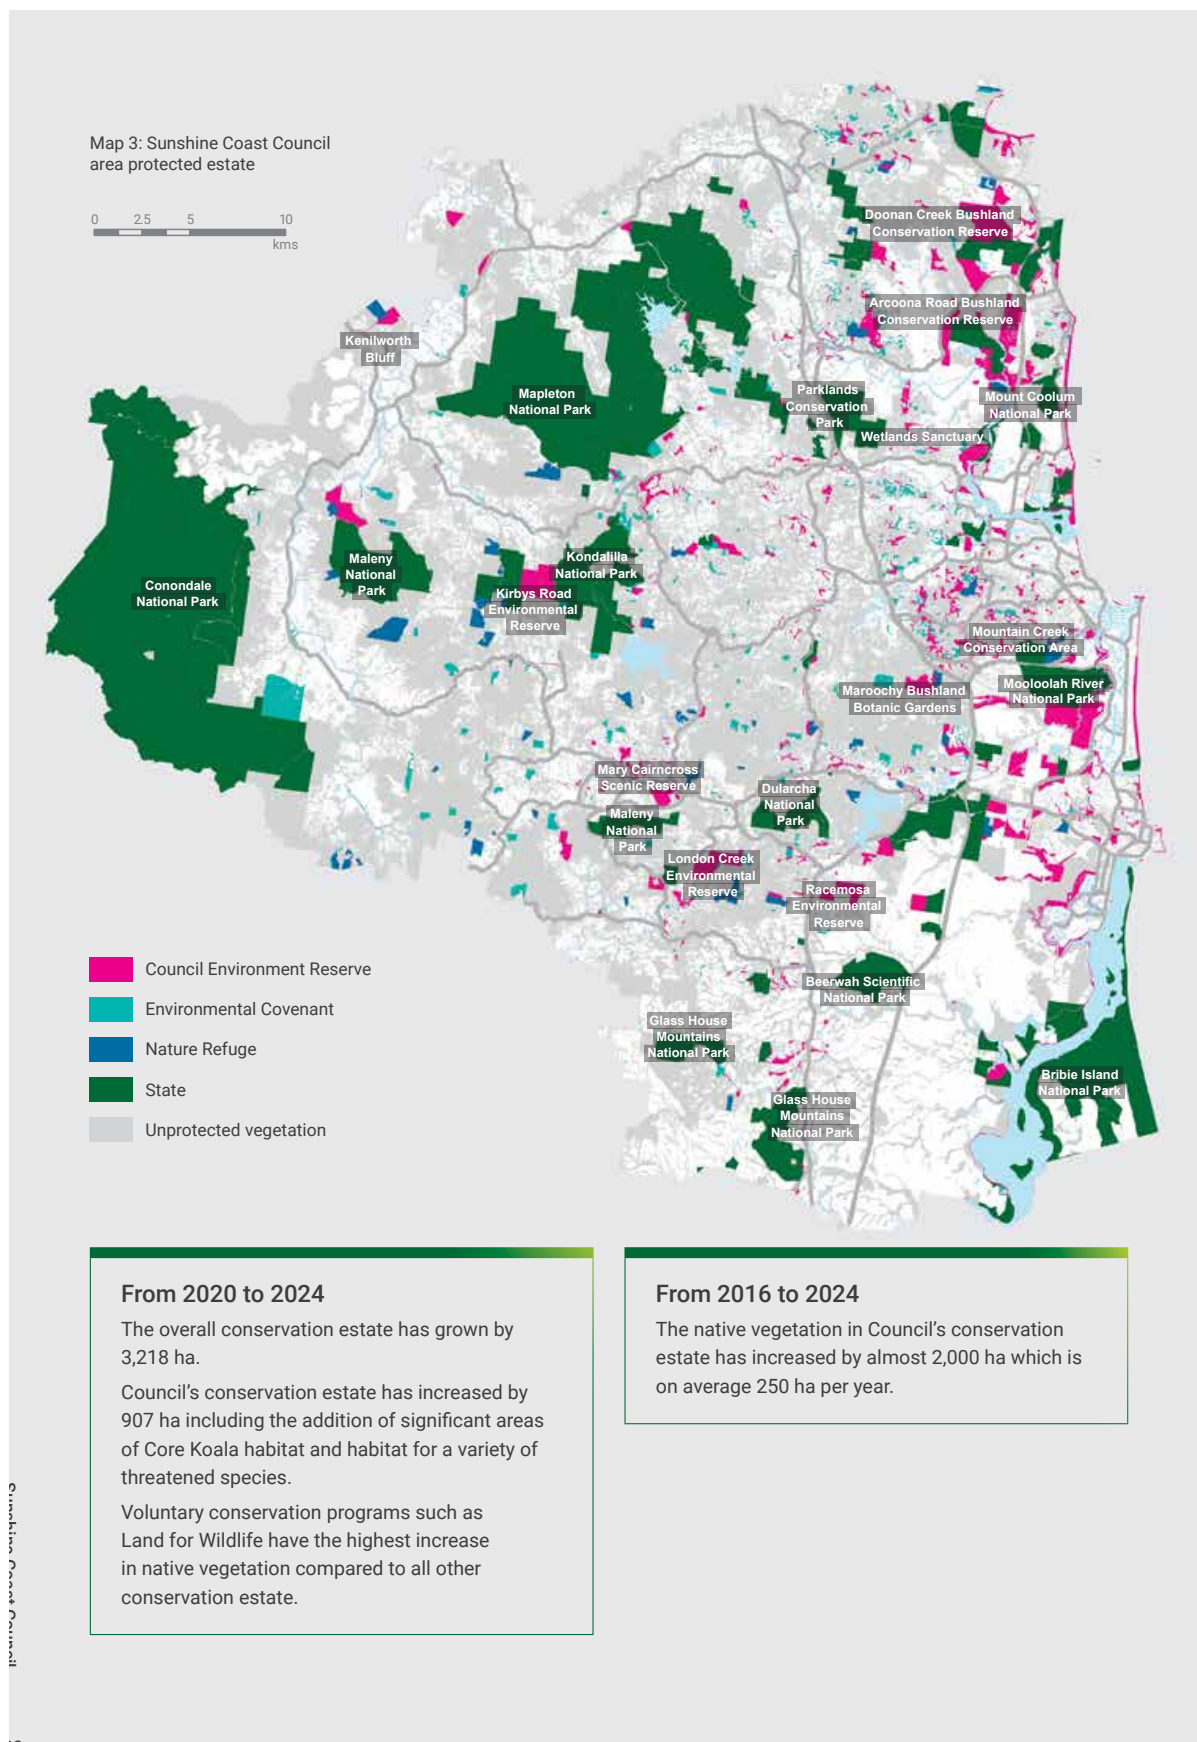 Map 3: Sunshine Coast Council
area protected estate
0 2.5 5 10
kms
Doonan Creek Bushland
Conservation Reserve
Arcoona Road Bushland
Conservation Reserve
Kenilworth
Bluff
Mapleton
National Park
Parklands
Conservation
Park
Mount Coolum
National Park
Wetlands Sanctuary
Conondale
National Park
Maleny
National
Park
Kondalilla
National Park
Kirbys Road
Environmental
Reserve
Mountain Creek
Conservation Area
Mooloolah River
National Park
Maroochy Bushland
Botanic Gardens
Mary Cairncross
Scenic Reserve
Dularcha
National
Park
Maleny
National
Park
London Creek
Environmental
Reserve
Racemosa
Environmental
Reserve
Beerwah Scientific
National Park
Glass House
Mountains
National Park
Bribie Island
National Park
Glass House
Mountains
National Park
Council Environment Reserve
Environmental Covenant
Nature Refuge
State
Unprotected vegetation
From 2020 to 2024
The overall conservation estate has grown by
3,218 ha.
Council’s conservation estate has increased by
907 ha including the addition of significant areas
of Core Koala habitat and habitat for a variety of
threatened species.
Voluntary conservation programs such as
Land for Wildlife have the highest increase
in native vegetation compared to all other
conservation estate.
From 2016 to 2024
The native vegetation in Council’s conservation
estate has increased by almost 2,000 ha which is
on average 250 ha per year.
Sunshine Coast Council